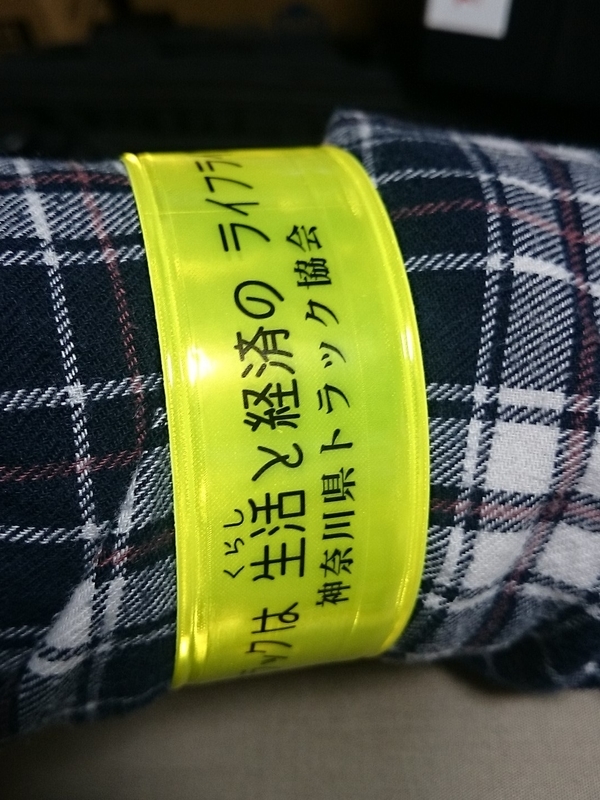 くらし
ックは 生活と経済の ライフラ
神奈川県トラック協会